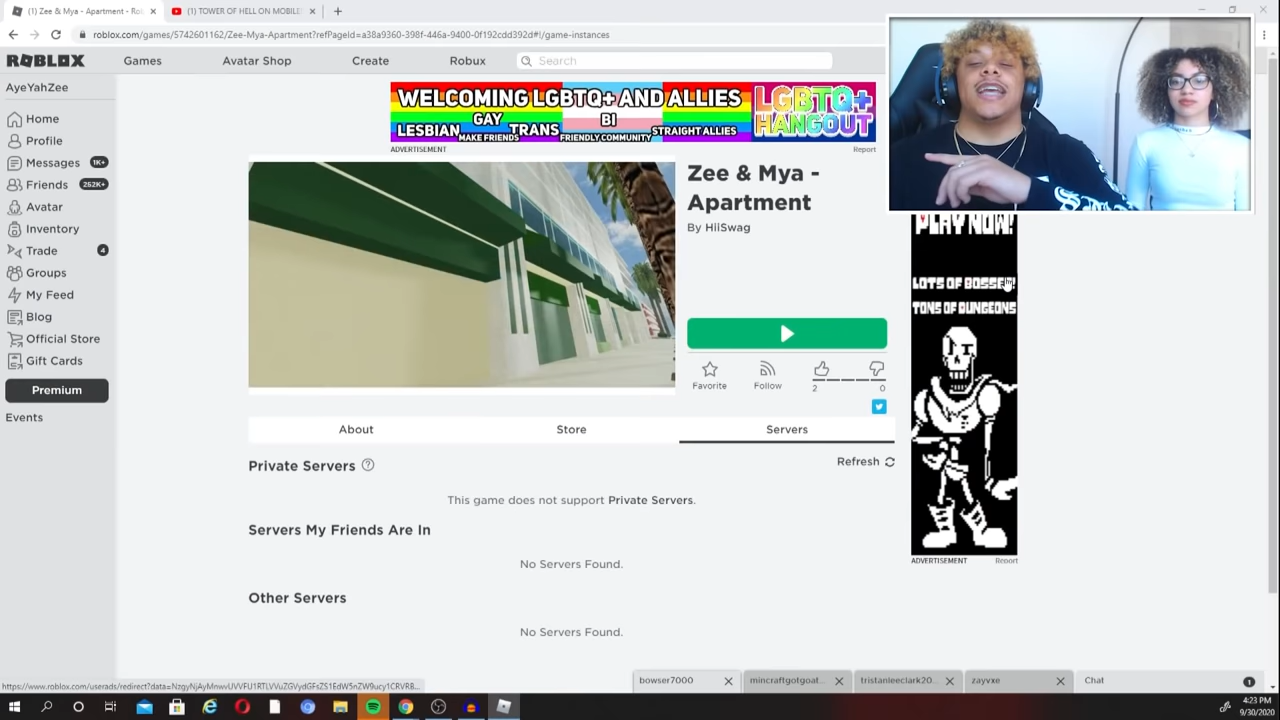 (1) Zee & Mya - Apartment - Rob
(1) TOWER OF HELL ON MOBILE
roblox.com/games/5742601162/Zee-Mya-Apartment?refPageId=a38a9360-398f-446a-9400-0f192cdd392d#!/game-instances
ROBLOX
Games
Avatar Shop
Create
Robux
Search
AyeYahZee
Home
Profile
Messages 1K+
Friends 252K+
Avatar
Inventory
Trade 4
Groups
My Feed
Blog
Official Store
Gift Cards
Premium
Events
WELCOMING LGBTQ+ AND ALLIES
GAY BI
LESBIAN TRANS STRAIGHT ALLIES
MAKE FRIENDS FRIENDLY COMMUNITY
LGBTQ+
HANGOUT
ADVERTISEMENT Report
Zee & Mya -
Apartment
By HiiSwag
Favorite
Follow
2
0
About
Store
Servers
Private Servers
Refresh
This game does not support Private Servers.
Servers My Friends Are In
No Servers Found.
Other Servers
No Servers Found.
PLAY NOW!
LOTS OF BOSSES!
TONS OF DUNGEONS
ADVERTISEMENT Report
bowser7000
mincraftgotgoat...
tristanleeclark20...
zayvxe
Chat
1
4:23 PM
9/30/2020